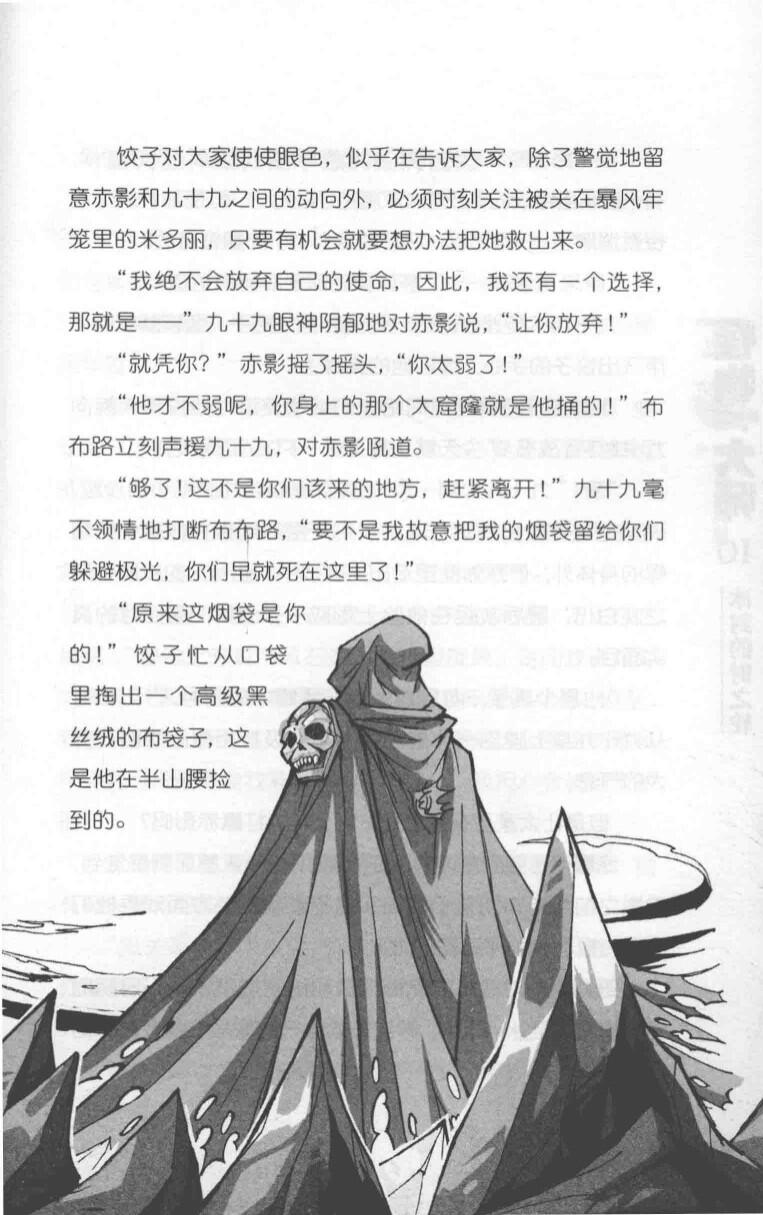 饺子对大家使使眼色，似乎在告诉大家，除了警觉地留
意赤影和九十九之间的动向外，必须时刻关注被关在暴风牢
笼里的米多丽，只要有机会就要想办法把她救出来。
“我绝不会放弃自己的使命，因此，我还有一个选择，
那就是——”九十九眼神阴郁地对赤影说，“让你放弃！”
“就凭你？”赤影摇了摇头，“你太弱了！”
“他才不弱呢，你身上的那个大窟窿就是他捅的！”布
布路立刻声援九十九，对赤影吼道。
“够了！这不是你们该来的地方，赶紧离开！”九十九毫
不领情地打断布布路，“要不是我故意把我的烟袋留给你们
躲避极光，你们早就死在这里了！”
“原来这烟袋是你
的！”饺子忙从口袋
里掏出一个高级黑
丝绒的布袋子，这
是他在半山腰捡
到的。